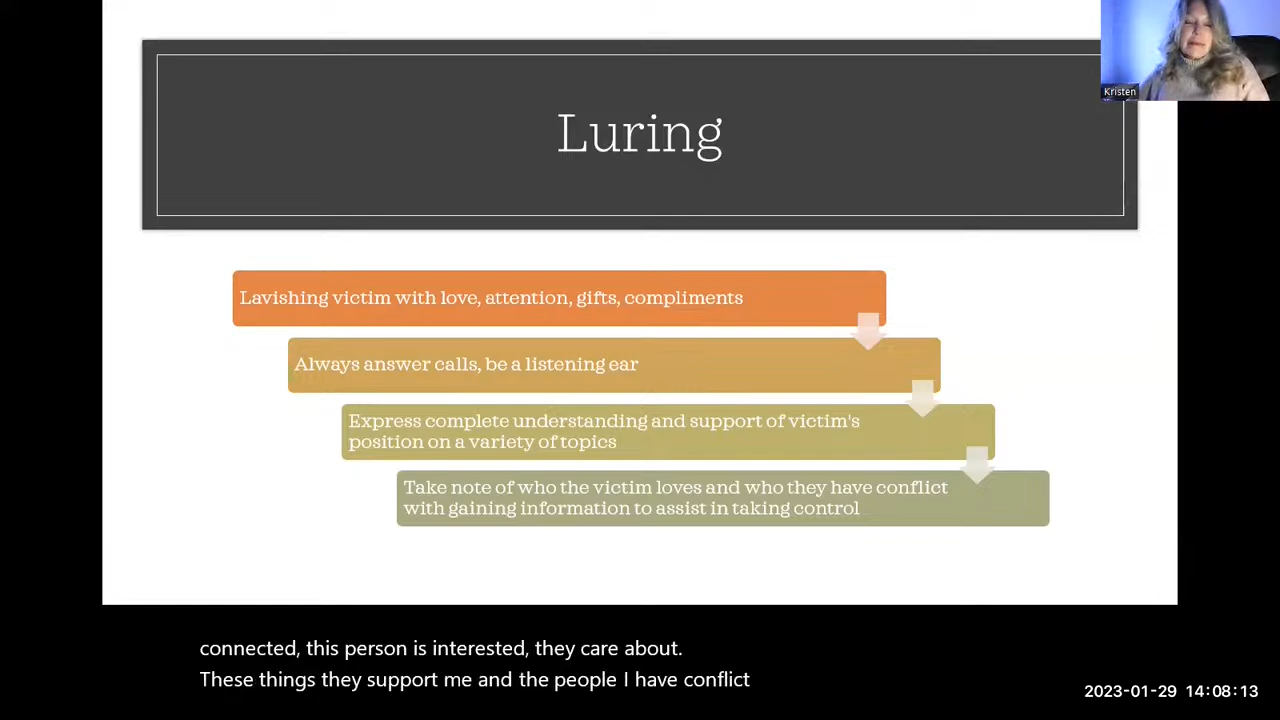 Kristen
Luring
Lavishing victim with love, attention, gifts, compliments
Always answer calls, be a listening ear
Express complete understanding and support of victim's
position on a variety of topics
Take note of who the victim loves and who they have conflict
with gaining information to assist in taking control
connected, this person is interested, they care about.
These things they support me and the people I have conflict
2023-01-29 14:08:13